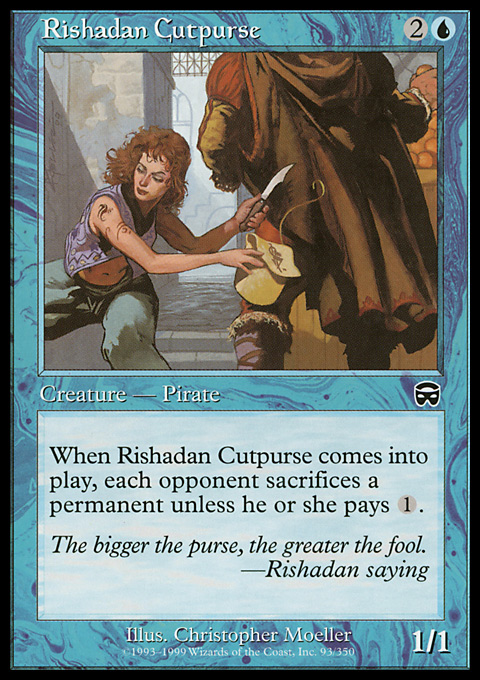 Rishadan Cutpurse 2
Creature — Pirate
When Rishadan Cutpurse comes into
play, each opponent sacrifices a
permanent unless he or she pays 1.
The bigger the purse, the greater the fool.
—Rishadan saying
Illus. Christopher Moeller
©1993–1999 Wizards of the Coast, Inc. 93/350
1/1